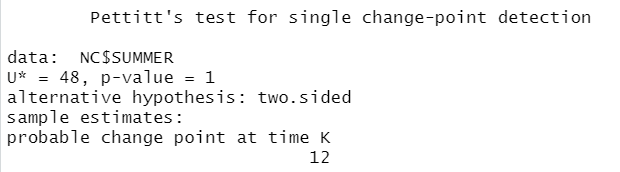 Pettitt's test for single change-point detection
data: NC$SUMMER
U* = 48, p-value = 1
alternative hypothesis: two.sided
sample estimates:
probable change point at time K
12